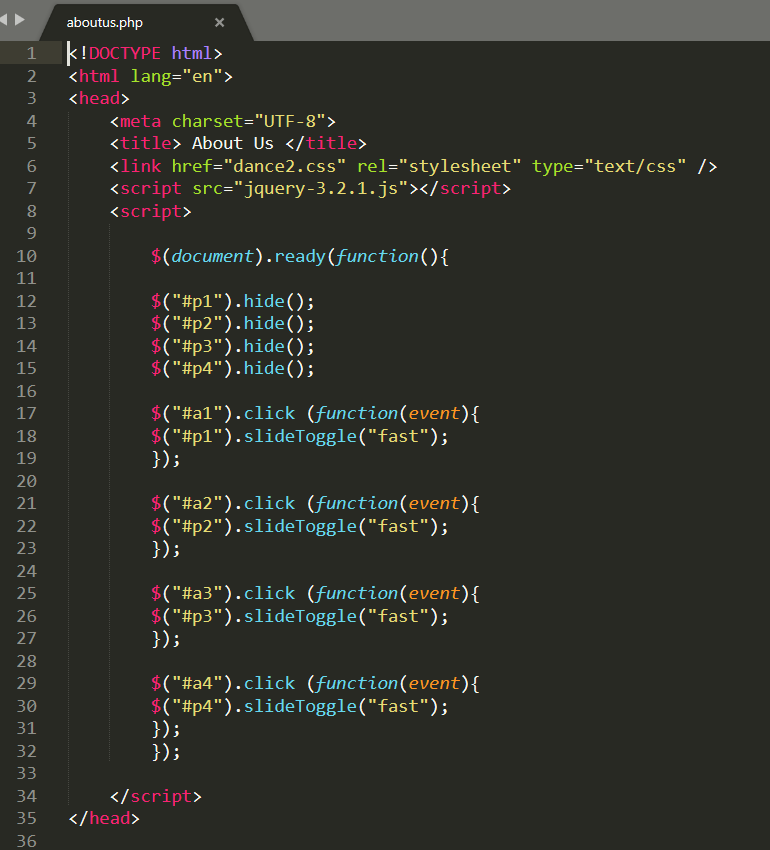 aboutus.php ×
1 <!DOCTYPE html>
2 <html lang="en">
3 <head>
4 <meta charset="UTF-8">
5 <title> About Us </title>
6 <link href="dance2.css" rel="stylesheet" type="text/css" />
7 <script src="jquery-3.2.1.js"></script>
8 <script>
9
10 $(document).ready(function(){
11
12 $("#p1").hide();
13 $("#p2").hide();
14 $("#p3").hide();
15 $("#p4").hide();
16
17 $("#a1").click (function(event){
18 $("#p1").slideToggle("fast");
19 });
20
21 $("#a2").click (function(event){
22 $("#p2").slideToggle("fast");
23 });
24
25 $("#a3").click (function(event){
26 $("#p3").slideToggle("fast");
27 });
28
29 $("#a4").click (function(event){
30 $("#p4").slideToggle("fast");
31 });
32 });
33
34 </script>
35 </head>
36